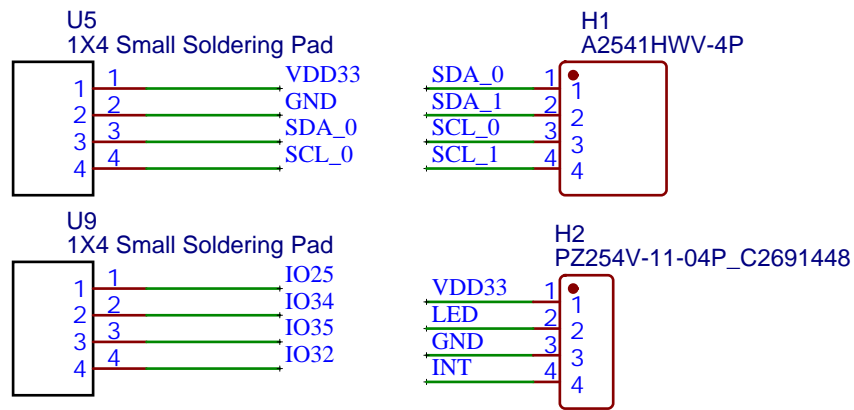 U5
1X4 Small Soldering Pad
1 1 VDD33
2 2 GND
3 3 SDA_0
4 4 SCL_0
H1
A2541HWV-4P
SDA_0 1 1
SDA_1 2 2
SCL_0 3 3
SCL_1 4 4
U9
1X4 Small Soldering Pad
1 1 IO25
2 2 IO34
3 3 IO35
4 4 IO32
H2
PZ254V-11-04P_C2691448
VDD33 1 1
LED 2 2
GND 3 3
INT 4 4